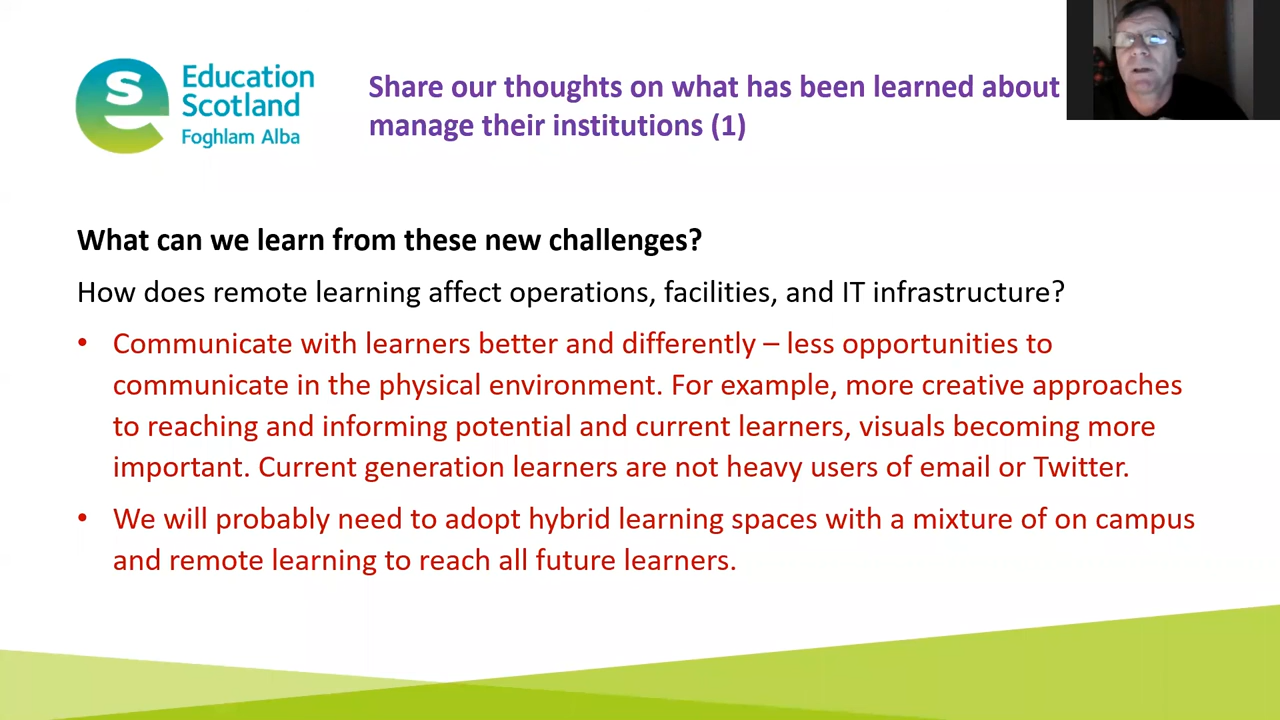 Education
Scotland
Foghlam Alba
Share our thoughts on what has been learned about
manage their institutions (1)
What can we learn from these new challenges?
How does remote learning affect operations, facilities, and IT infrastructure?
• Communicate with learners better and differently – less opportunities to
communicate in the physical environment. For example, more creative approaches
to reaching and informing potential and current learners, visuals becoming more
important. Current generation learners are not heavy users of email or Twitter.
• We will probably need to adopt hybrid learning spaces with a mixture of on campus
and remote learning to reach all future learners.